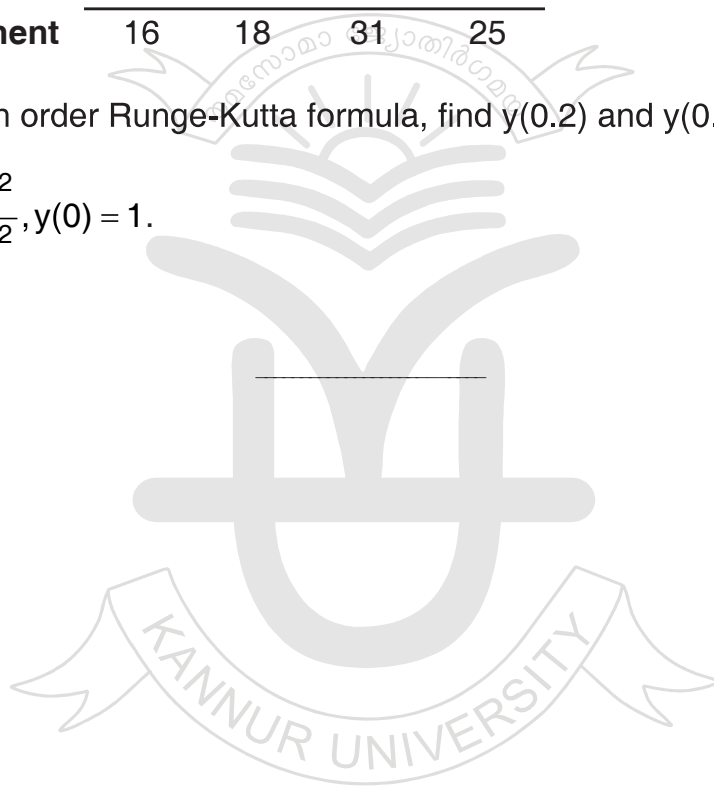 nent 16 18 31 25
n order Runge-Kutta formula, find y(0.2) and y(0.
2
2 , y(0) = 1.
KANNUR UNIVERSITY